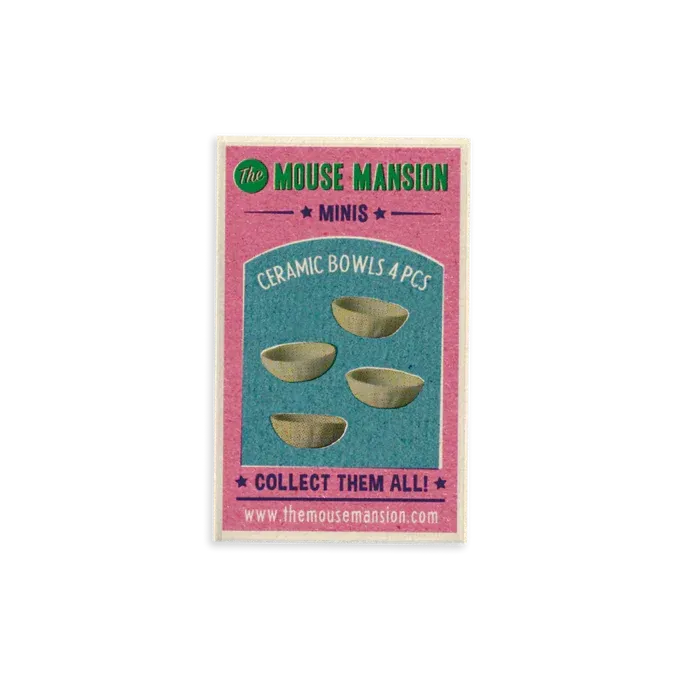 The MOUSE MANSION
★ MINIS ★
CERAMIC BOWLS 4 PCS
★ COLLECT THEM ALL! ★
www.themousemansion.com